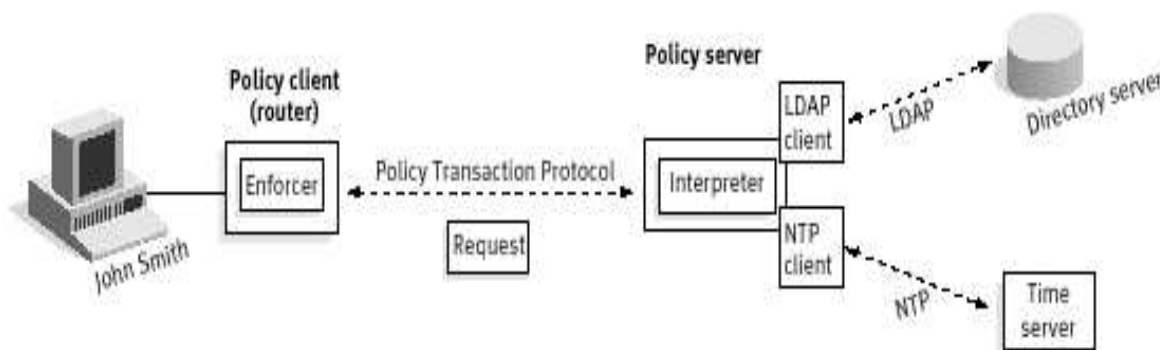 Policy client
(router)
Enforcer
John Smith
Policy Transaction Protocol
Request
Policy server
Interpreter
LDAP
client
NTP
client
LDAP
Directory server
NTP
Time
server